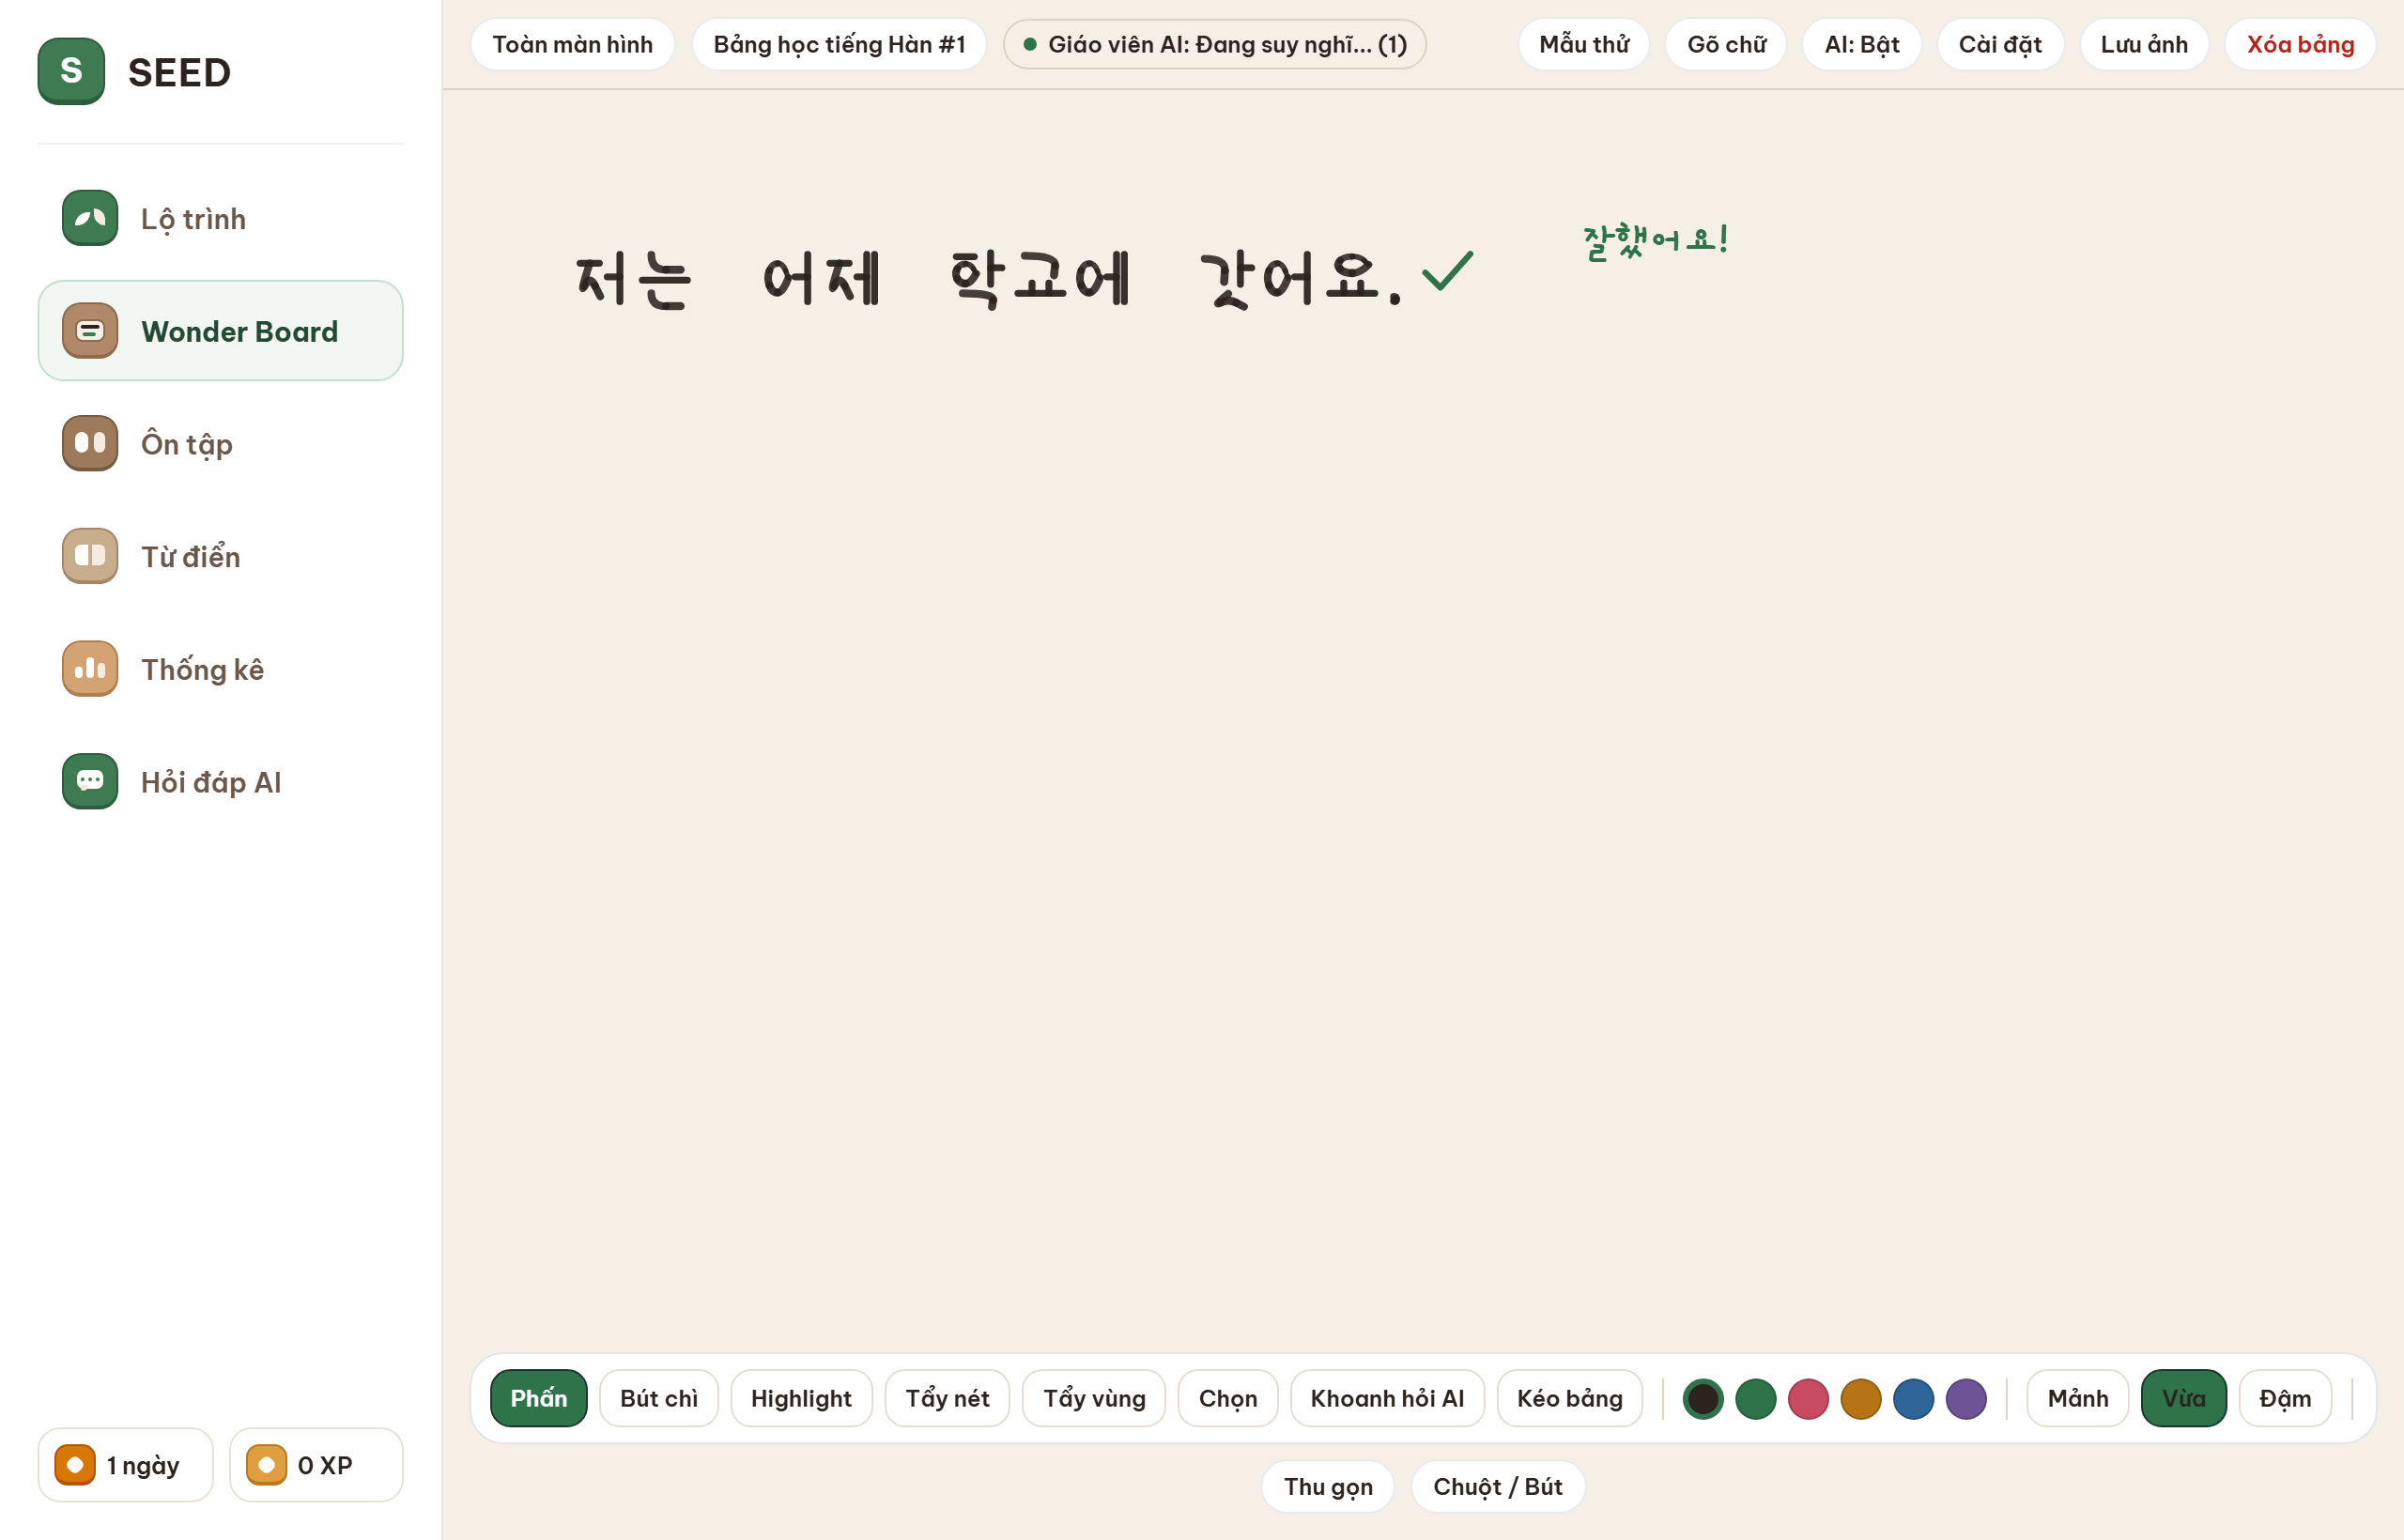 S SEED
Lộ trình
Wonder Board
Ôn tập
Từ điển
Thống kê
Hỏi đáp AI
1 ngày
0 XP
Toàn màn hình
Bảng học tiếng Hàn #1
Giáo viên AI: Đang suy nghĩ... (1)
Mẫu thử
Gõ chữ
AI: Bật
Cài đặt
Lưu ảnh
Xóa bảng
저는 어제 학교에 갓어요.
잘했어요!
Phấn
Bút chì
Highlight
Tẩy nét
Tẩy vùng
Chọn
Khoanh hỏi AI
Kéo bảng
Mảnh
Vừa
Đậm
Thu gọn
Chuột / Bút